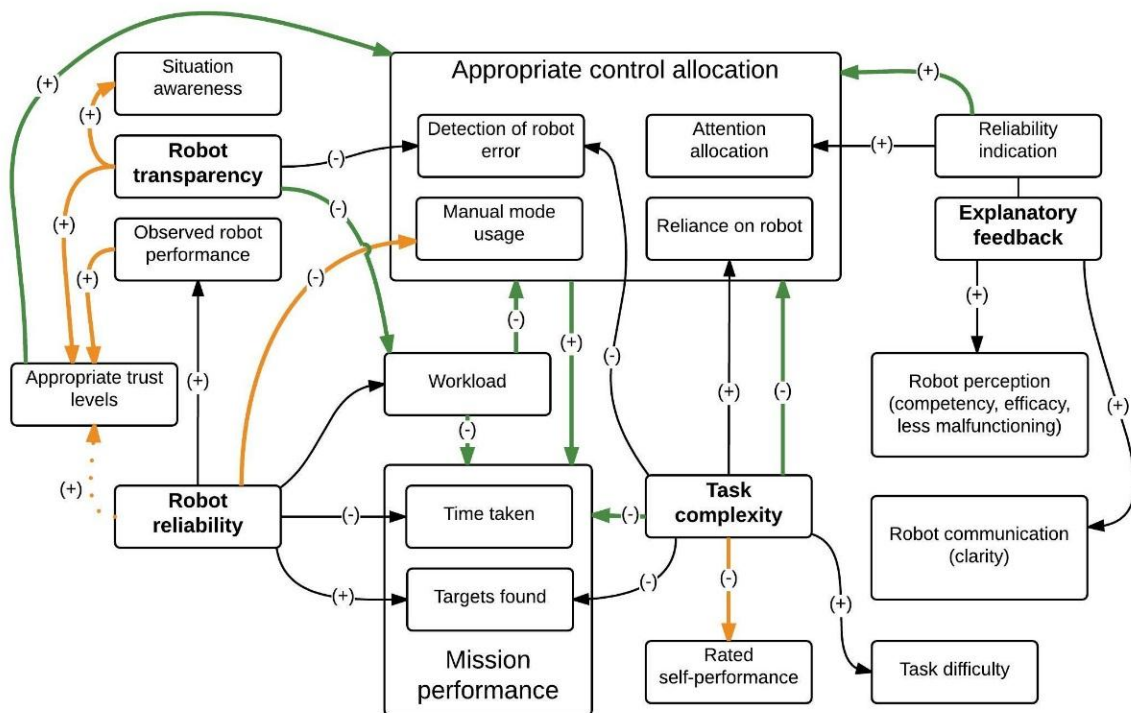 Appropriate control allocation
(+)
Situation
awareness
(+)
(+)
Robot
transparency
(-)
Detection of robot
error
Attention
allocation
(+)
Reliability
indication
(+)
(-)
(+)
Observed robot
performance
(+)
(-)
Manual mode
usage
Reliance on robot
Explanatory
feedback
(+)
(-)
(+)
(-)
Appropriate trust
levels
(+)
Workload
(-)
(+)
(-)
Robot perception
(competency, efficacy,
less malfunctioning)
(+)
(+)
Robot
reliability
(-)
Time taken
(-)
Task
complexity
(+)
Targets found
(-)
(-)
(+)
Robot communication
(clarity)
Mission
performance
Rated
self-performance
Task difficulty